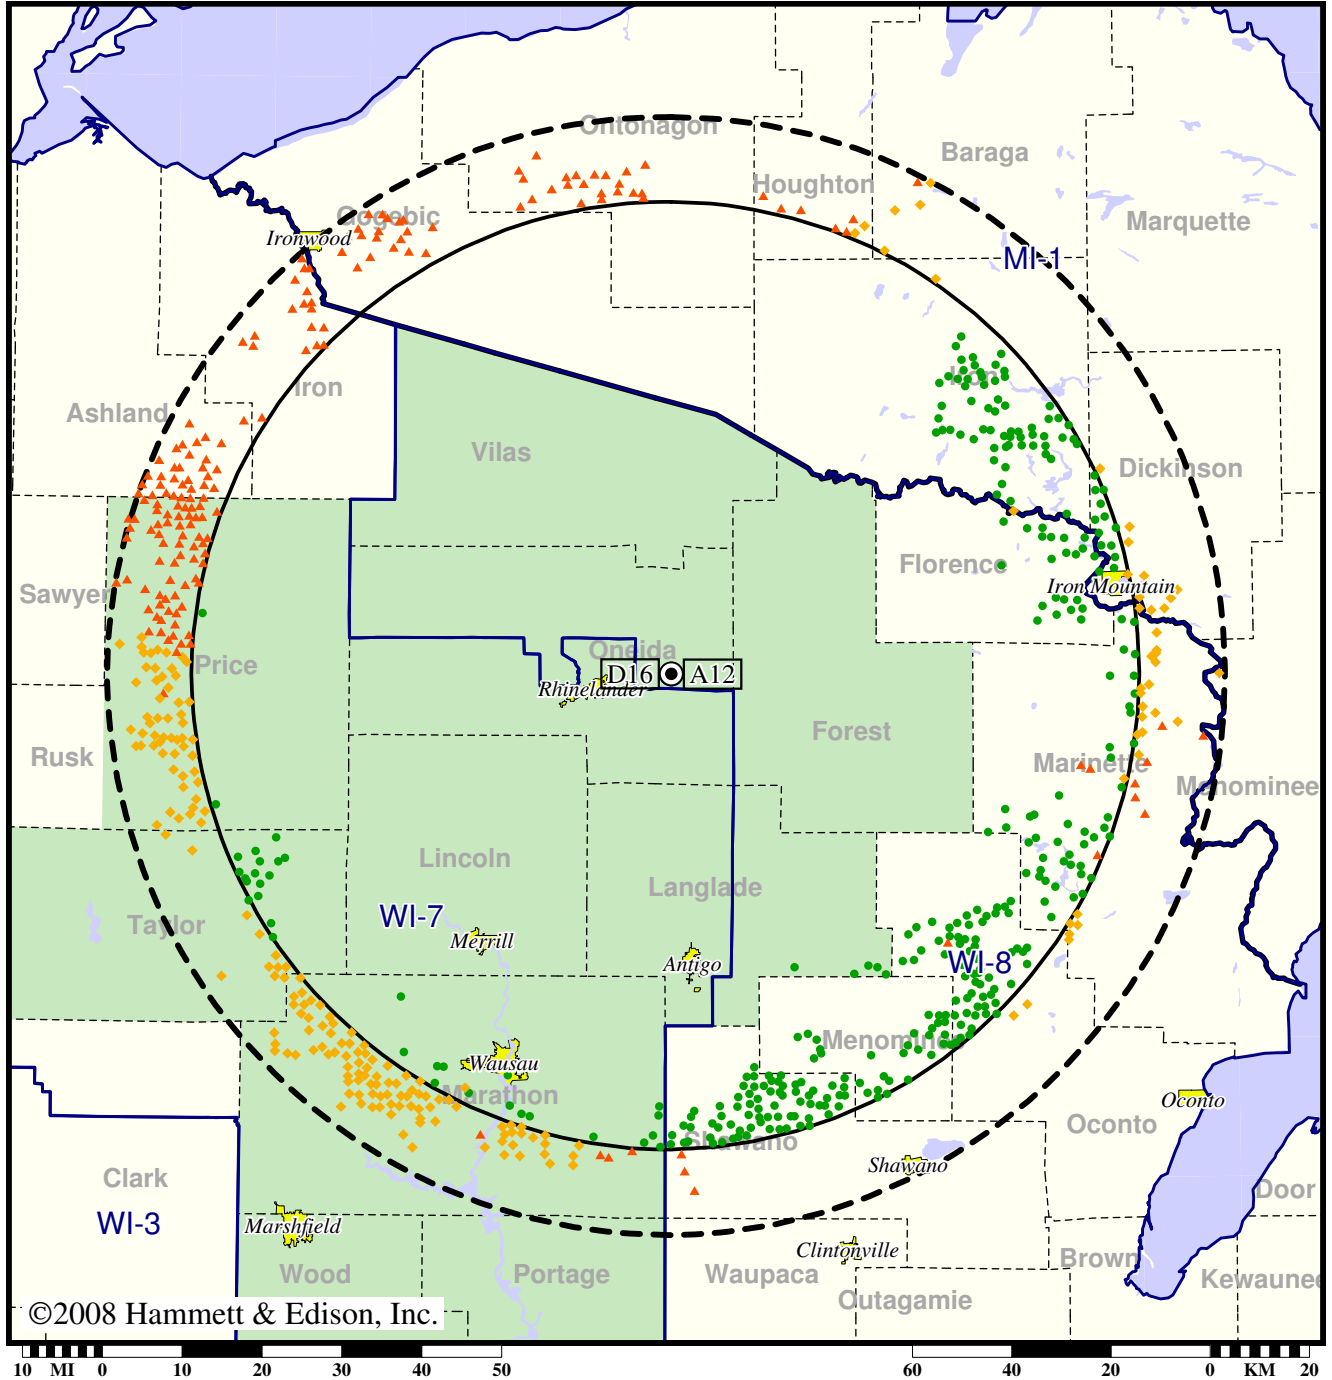 Ontonagon
Baraga
Houghton
Gogebic
Marquette
Ironwood
MI-1
Iron
Iron
Ashland
Vilas
Dickinson
Florence
Sawyer
Iron Mountain
Oneida
Price
D16
A12
Rhinelander
Forest
Rusk
Marinette
Menominee
Lincoln
Langlade
WI-7
Taylor
Merrill
Antigo
WI-8
Menominee
Wausau
Marathon
Oconto
Oconto
Shawano
Shawano
Clark
Door
WI-3
Marshfield
Clintonville
Brown
Wood
Portage
Waupaca
Kewaunee
Outagamie
©2008 Hammett & Edison, Inc.
10 MI 0 10 20 30 40 50 60 40 20 0 KM 20